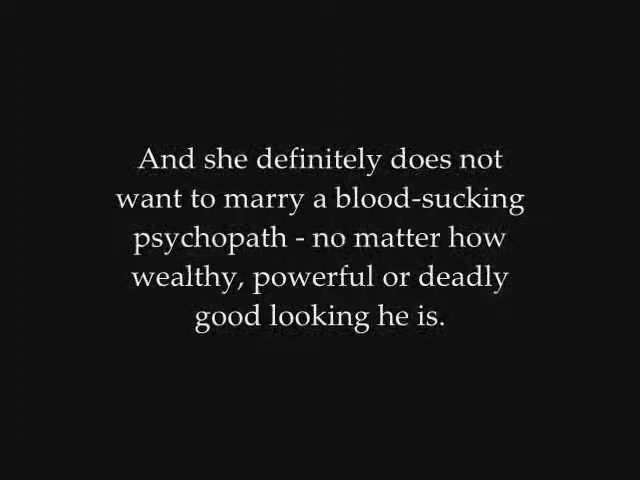 And she definitely does not
want to marry a blood-sucking
psychopath - no matter how
wealthy, powerful or deadly
good looking he is.